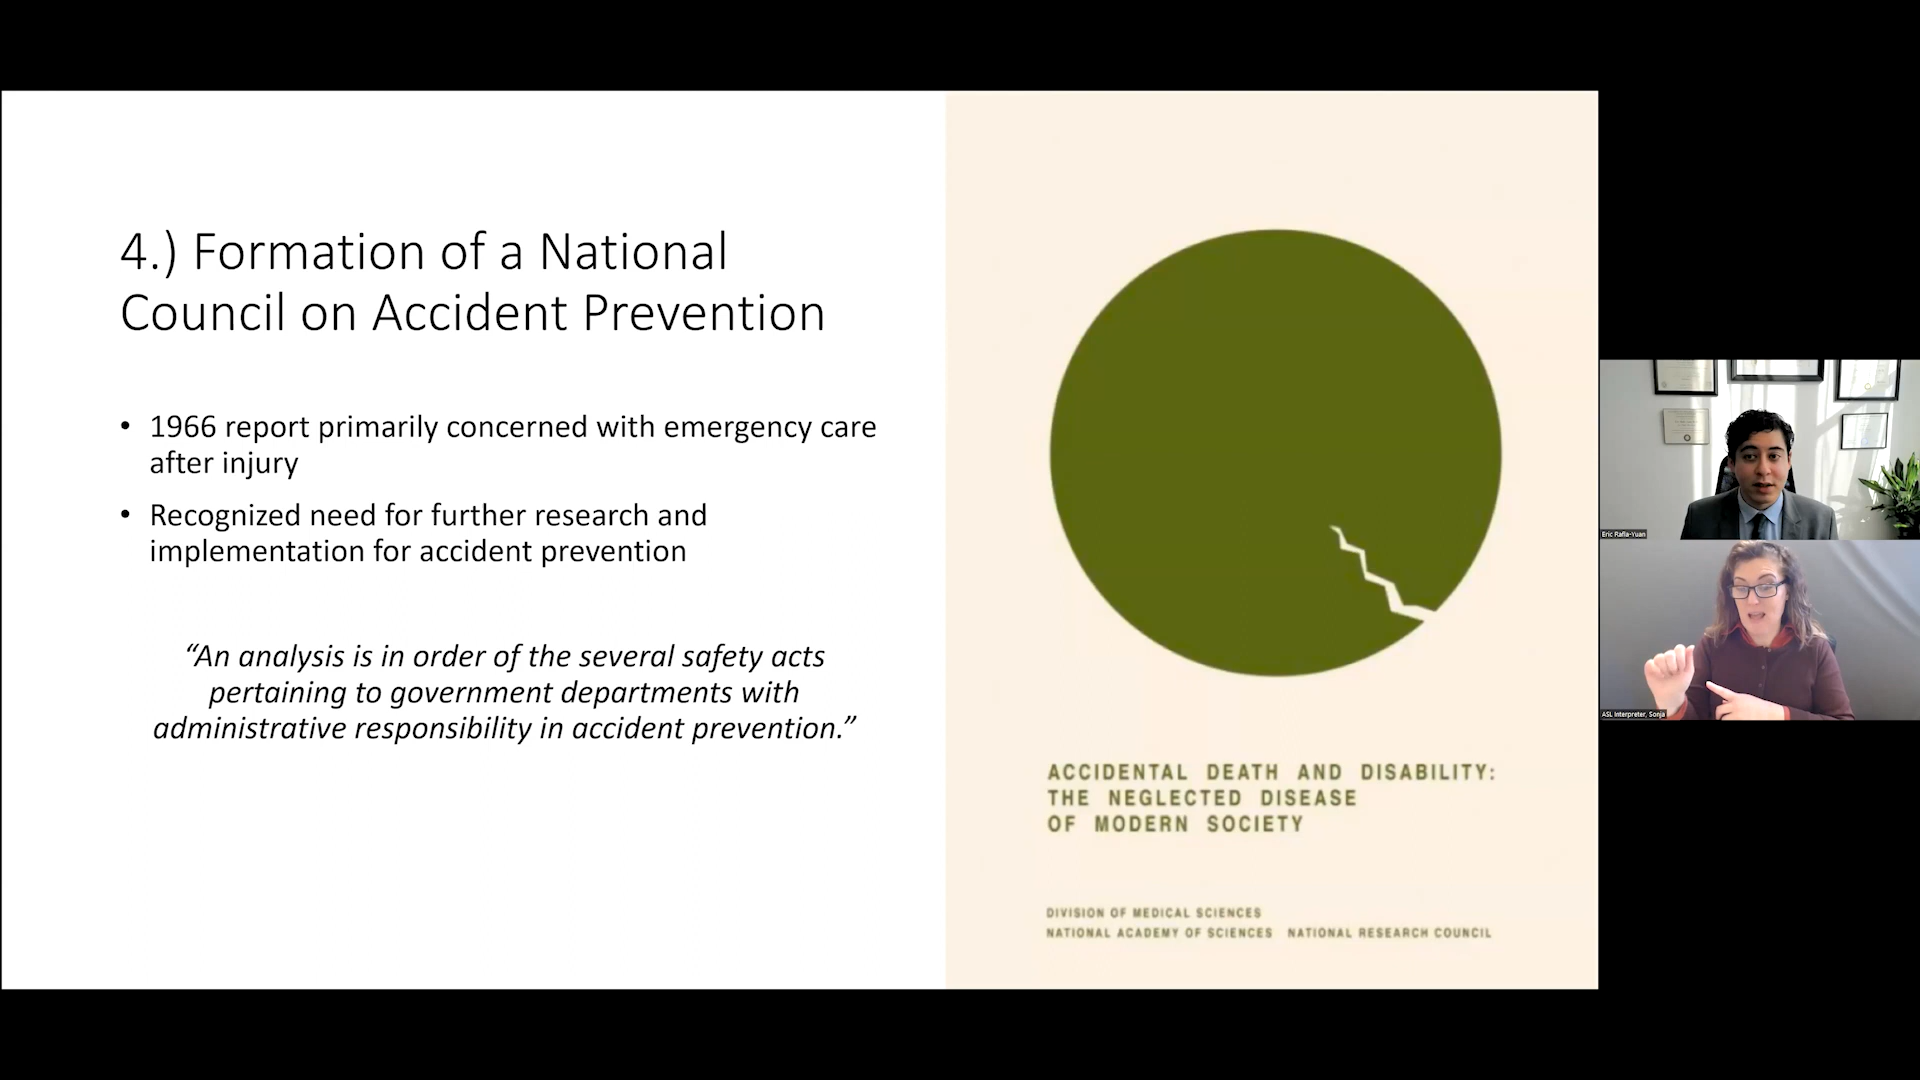 4.) Formation of a National
Council on Accident Prevention
• 1966 report primarily concerned with emergency care
after injury
• Recognized need for further research and
implementation for accident prevention
“An analysis is in order of the several safety acts
pertaining to government departments with
administrative responsibility in accident prevention.”
ACCIDENTAL DEATH AND DISABILITY:
THE NEGLECTED DISEASE
OF MODERN SOCIETY
DIVISION OF MEDICAL SCIENCES
NATIONAL ACADEMY OF SCIENCES NATIONAL RESEARCH COUNCIL
Eric Rafla-Yuan
ASL Interpreter, Sonja